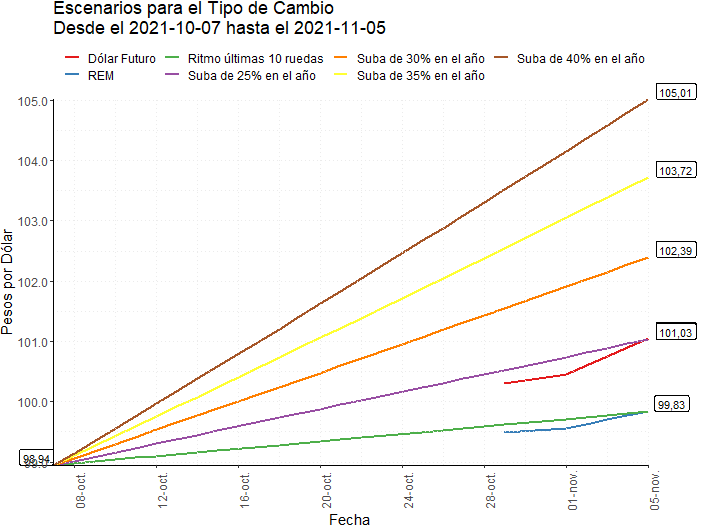 Escenarios para el Tipo de Cambio
Desde el 2021-10-07 hasta el 2021-11-05
Dólar Futuro Ritmo últimas 10 ruedas Suba de 30% en el año Suba de 40% en el año
REM Suba de 25% en el año Suba de 35% en el año
105.0
105,01
104.0
103,72
103.0
102,39
102.0
101,03
101.0
100.0
99,83
98,94
99.0
Pesos por Dólar
08-oct.
12-oct.
16-oct.
20-oct.
24-oct.
28-oct.
01-nov.
05-nov.
Fecha